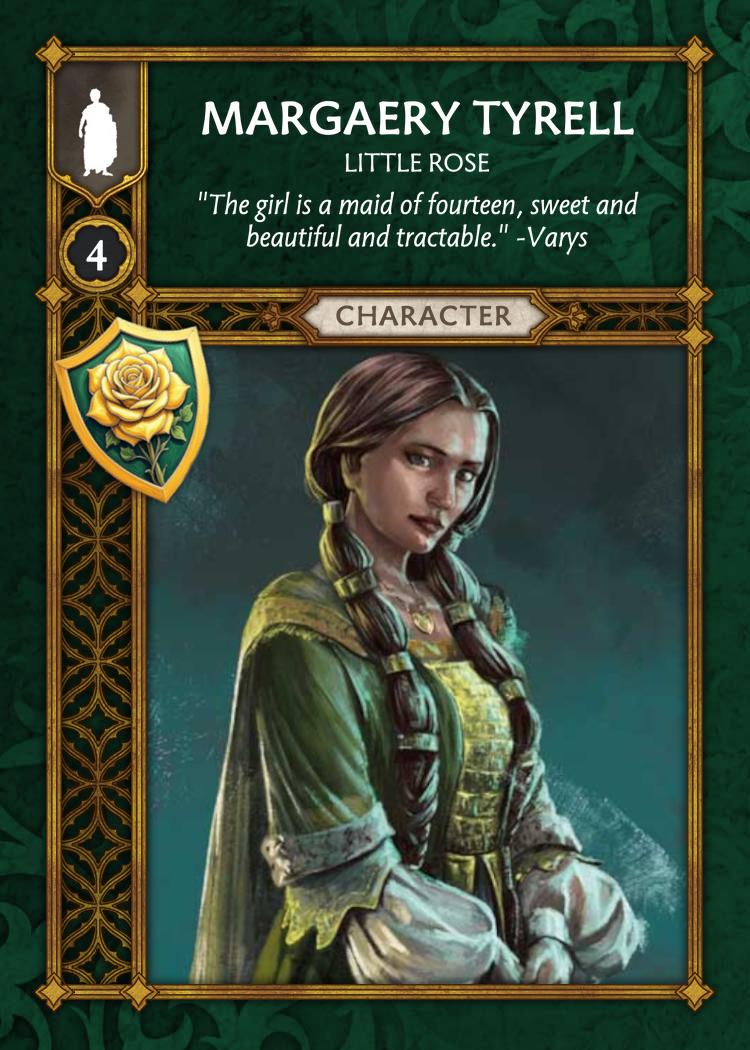 MARGAERY TYRELL
LITTLE ROSE
"The girl is a maid of fourteen, sweet and
beautiful and tractable." -Varys
4
CHARACTER